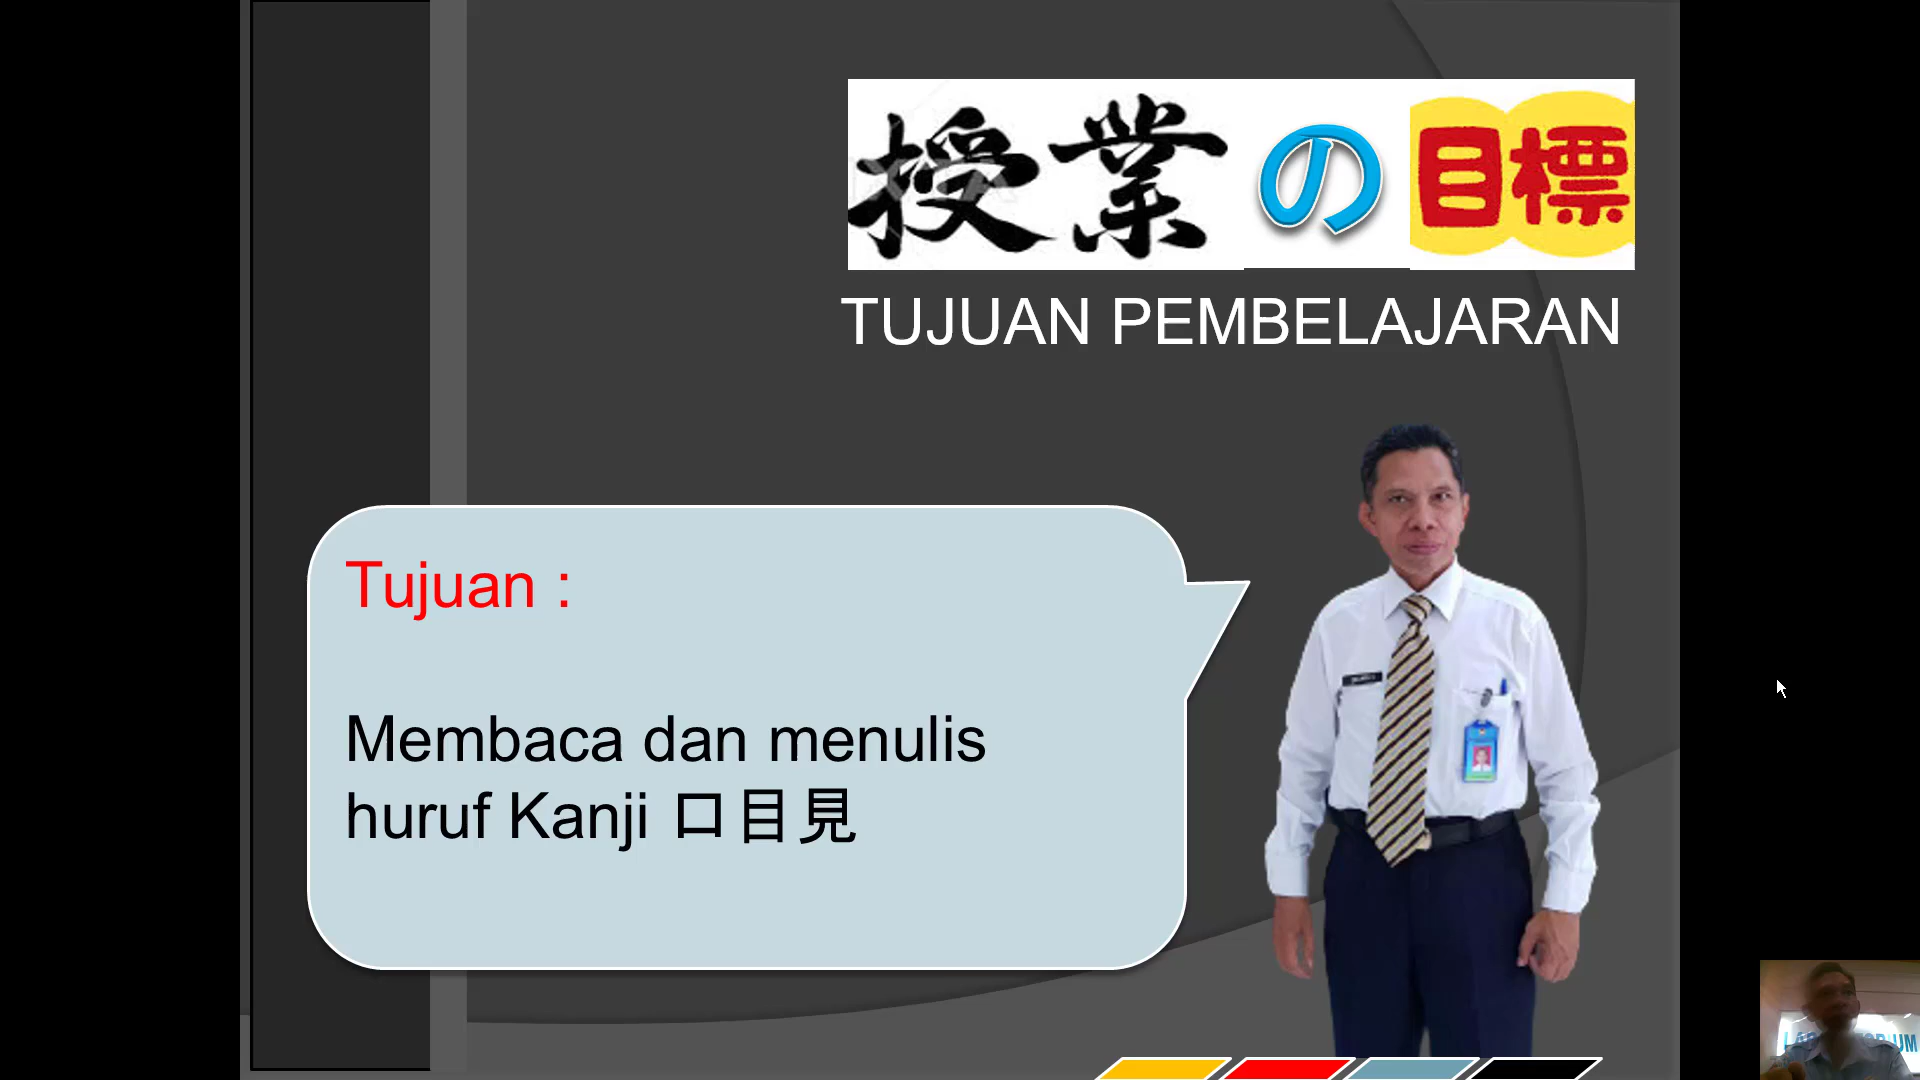 授業の目標
TUJUAN PEMBELAJARAN
Tujuan :
Membaca dan menulis
huruf Kanji 口目見